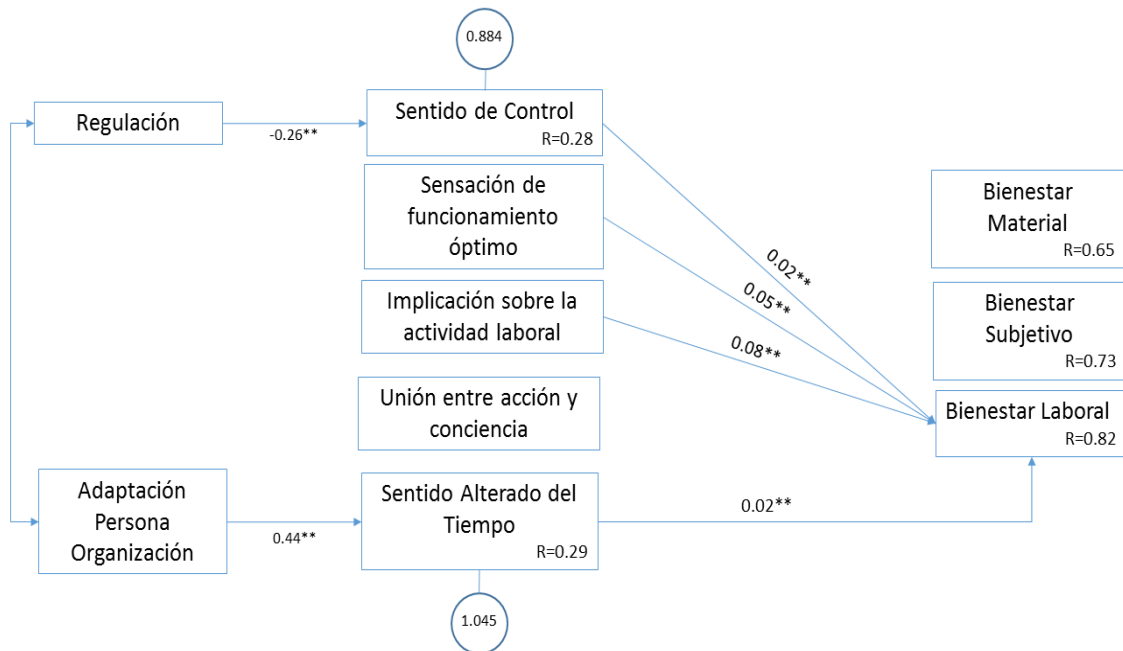 0.884
Regulación
-0.26**
Sentido de Control
R=0.28
Sensación de
funcionamiento
óptimo
Implicación sobre la
actividad laboral
Unión entre acción y
conciencia
Adaptación
Persona
Organización
0.44**
Sentido Alterado del
Tiempo
R=0.29
1.045
0.02**
0.05**
0.08**
0.02**
Bienestar
Material
R=0.65
Bienestar
Subjetivo
R=0.73
Bienestar Laboral
R=0.82